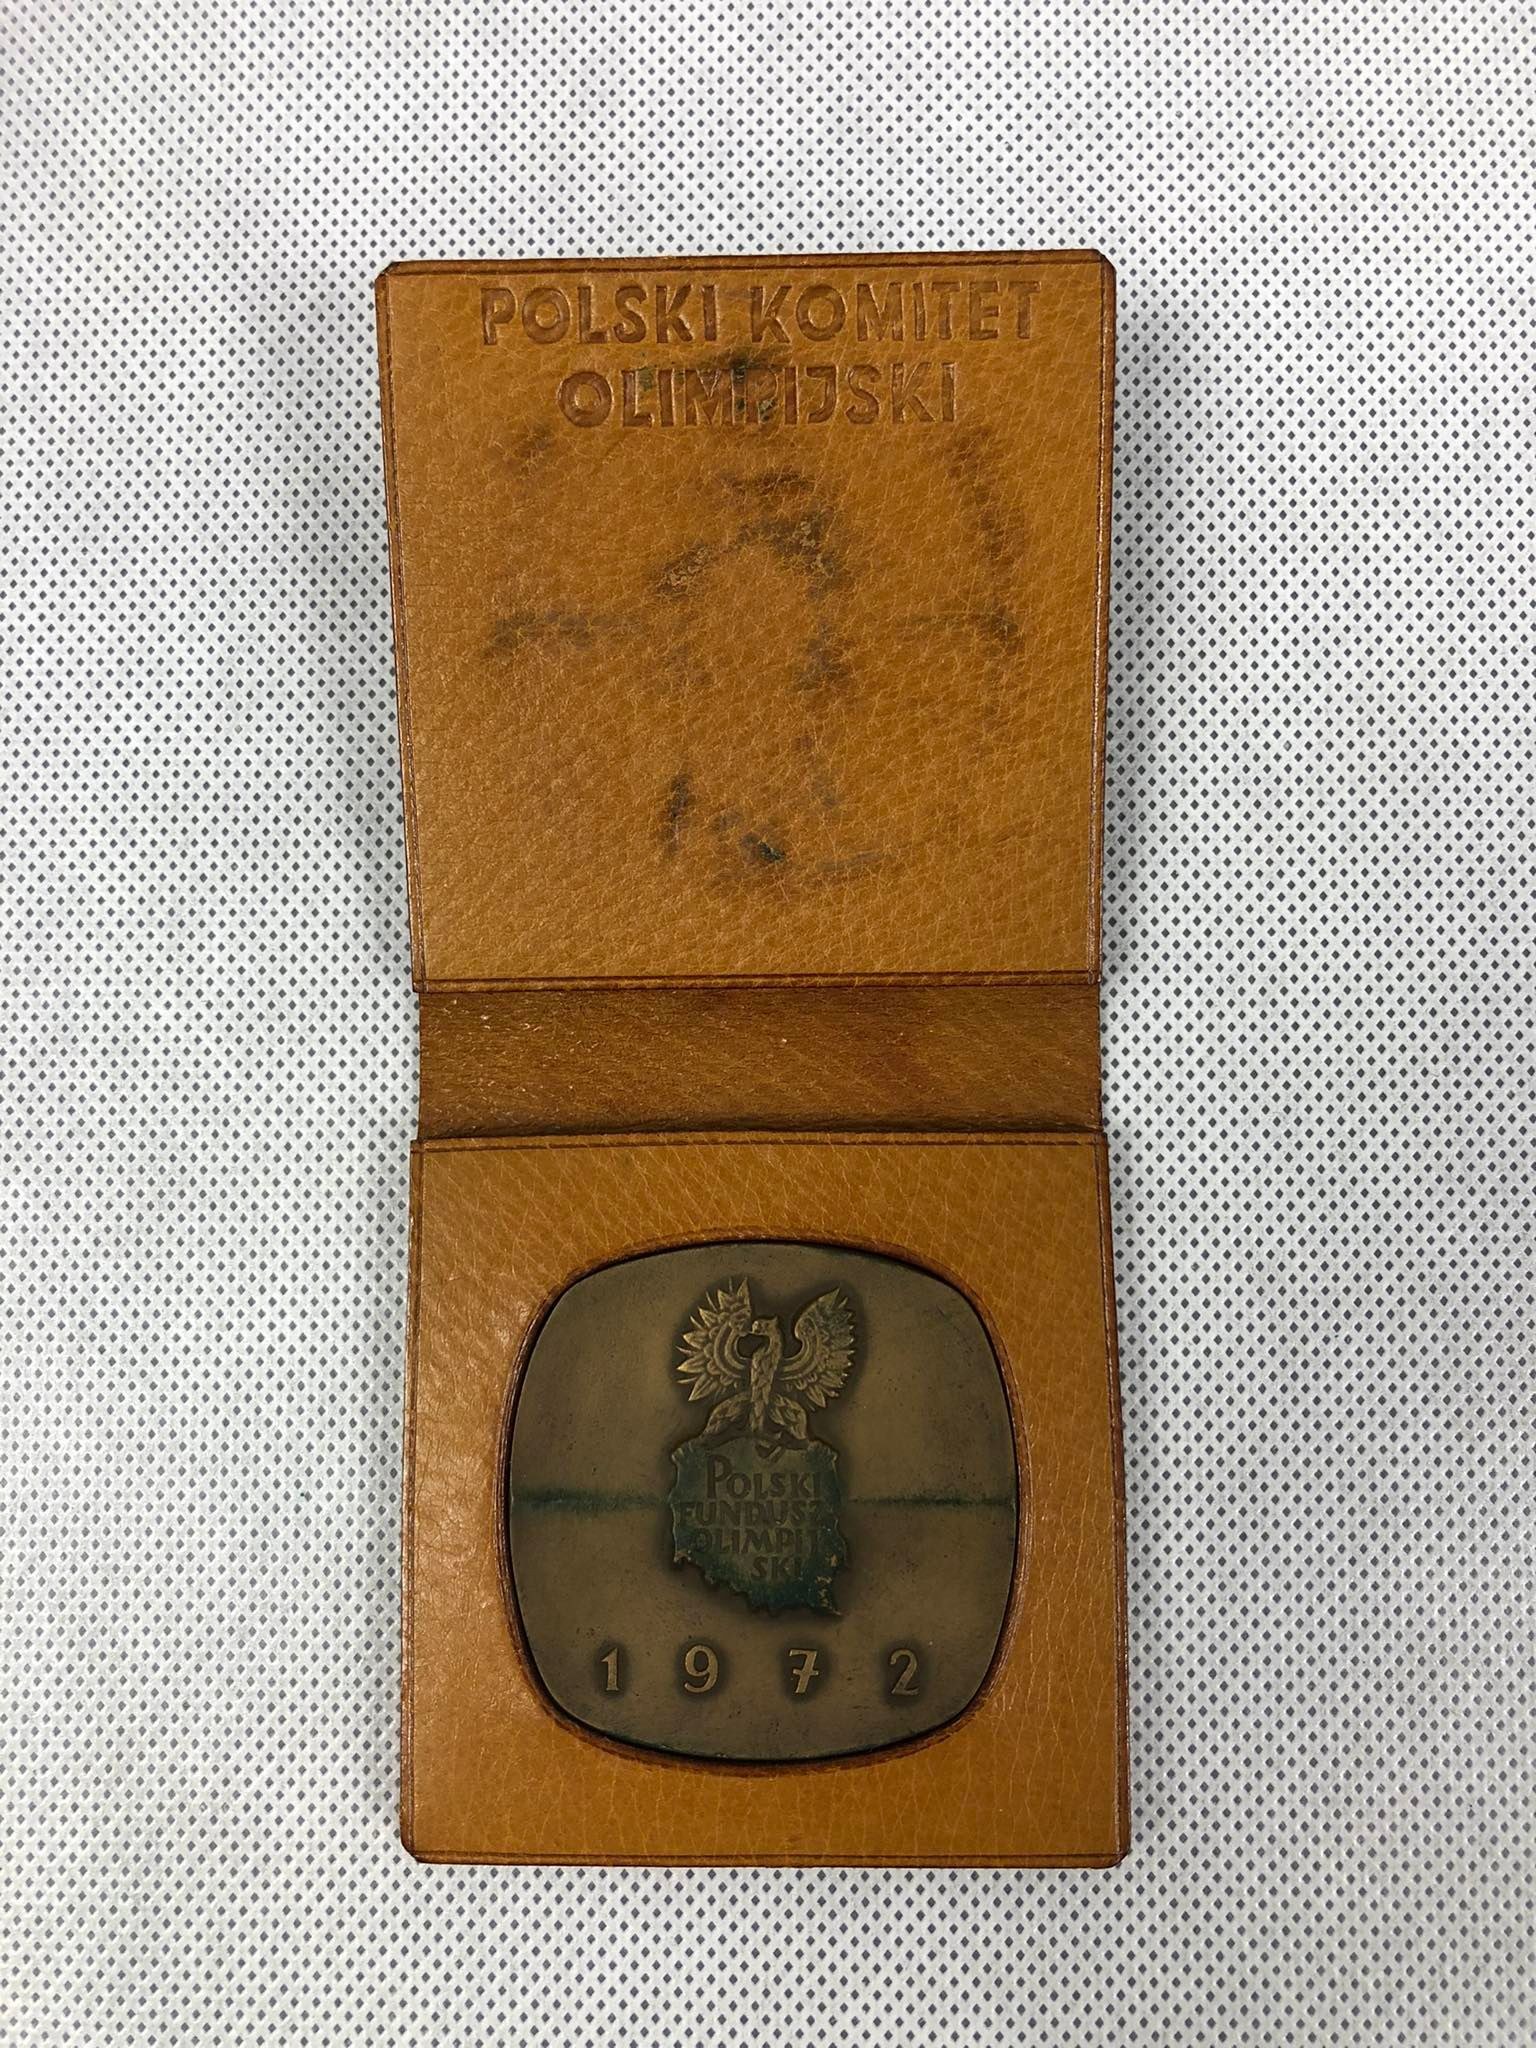 POLSKI KOMITET
OLIMPIJSKI
POLSKI
FUNDUSZ
OLIMPIJ
SKI
1972